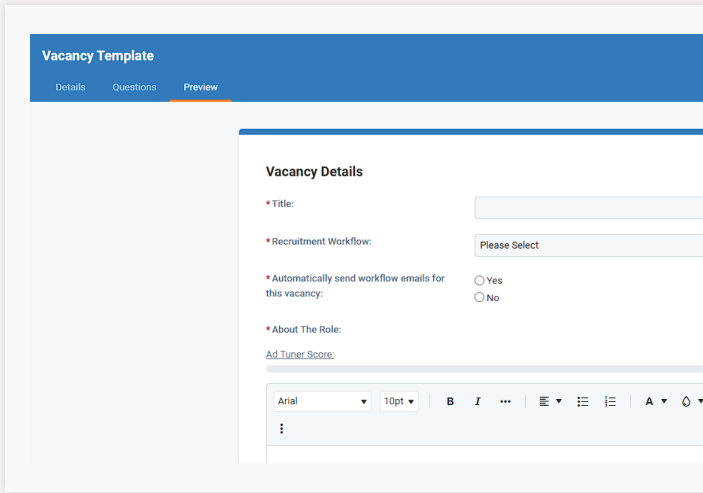 Vacancy Template
Details Questions Preview
Vacancy Details
*Title:
*Recruitment Workflow: Please Select
*Automatically send workflow emails for
this vacancy:
Yes
No
*About The Role:
Ad Tuner Score:
Arial 10pt B I A